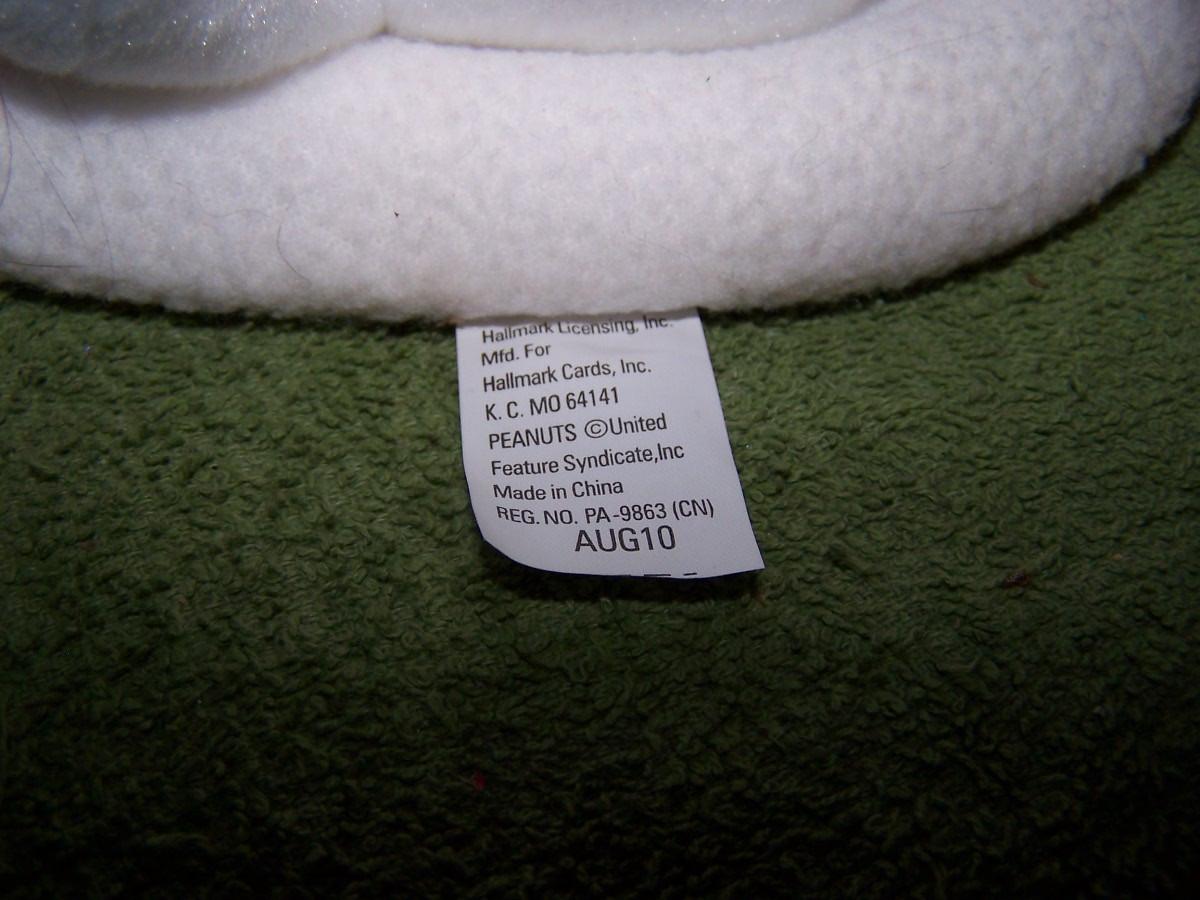 Hallmark Licensing, Inc.
Mfd. For
Hallmark Cards, Inc.
K. C. MO 64141
PEANUTS ©United
Feature Syndicate,Inc
Made in China
REG. NO. PA-9863 (CN)
AUG10